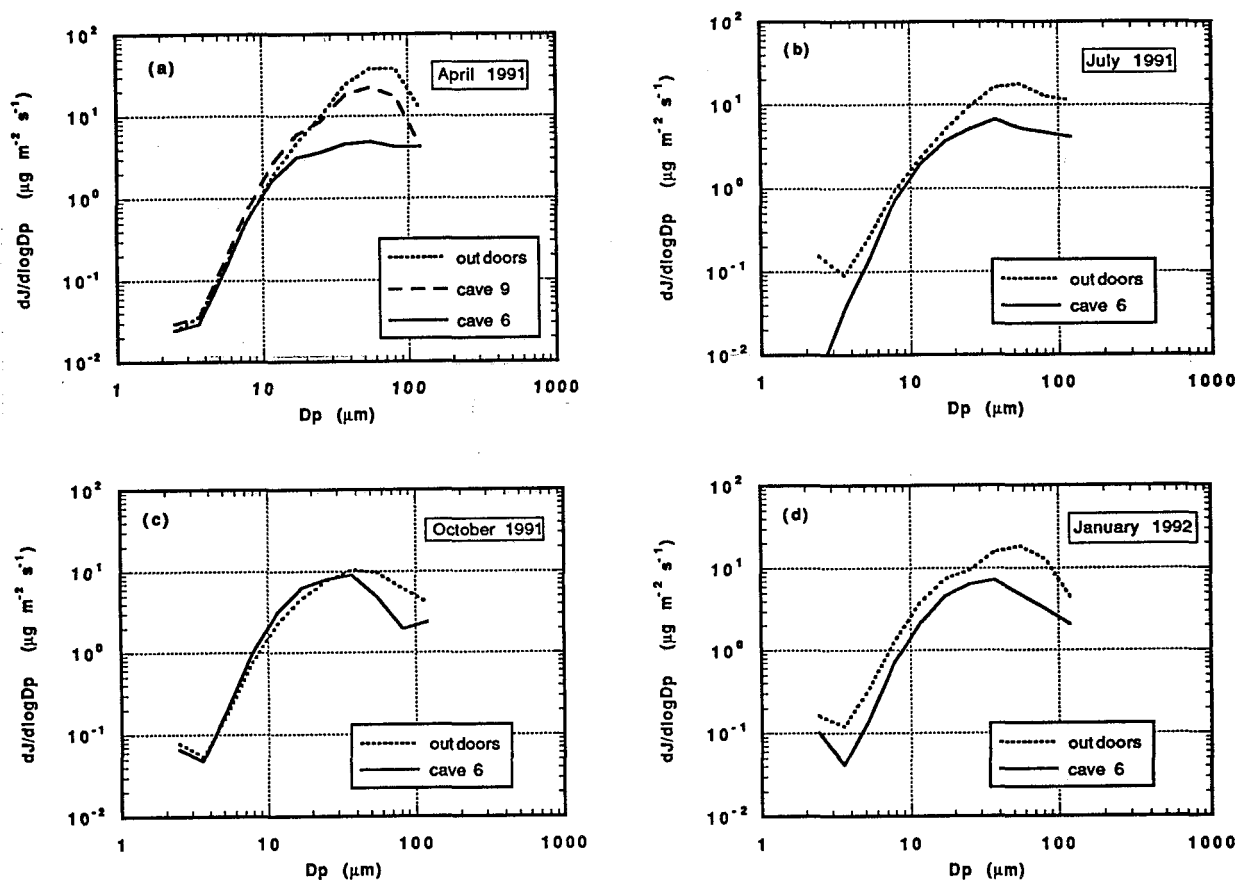 (a)
April 1991
dJ/dlogDp (μg m⁻² s⁻¹)
10²
10¹
10⁰
10⁻¹
10⁻²
outdoors
cave 9
cave 6
1 10 100 1000
Dp (μm)
(b)
July 1991
dJ/dlogDp (μg m⁻² s⁻¹)
10²
10¹
10⁰
10⁻¹
10⁻²
outdoors
cave 6
1 10 100 1000
Dp (μm)
(c)
October 1991
dJ/dlogDp (μg m⁻² s⁻¹)
10²
10¹
10⁰
10⁻¹
10⁻²
outdoors
cave 6
1 10 100 1000
Dp (μm)
(d)
January 1992
dJ/dlogDp (μg m⁻² s⁻¹)
10²
10¹
10⁰
10⁻¹
10⁻²
outdoors
cave 6
1 10 100 1000
Dp (μm)